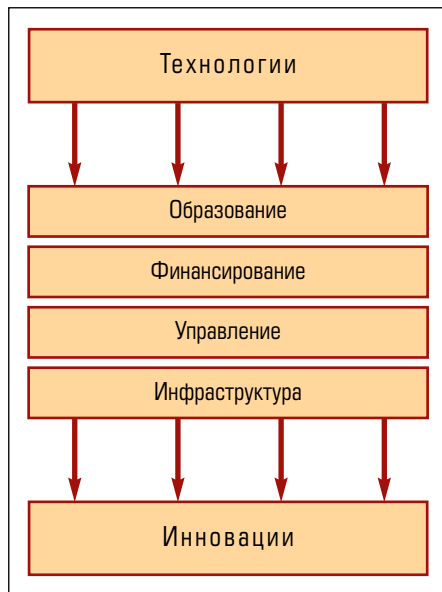 Технологии
Образование
Финансирование
Управление
Инфраструктура
Инновации